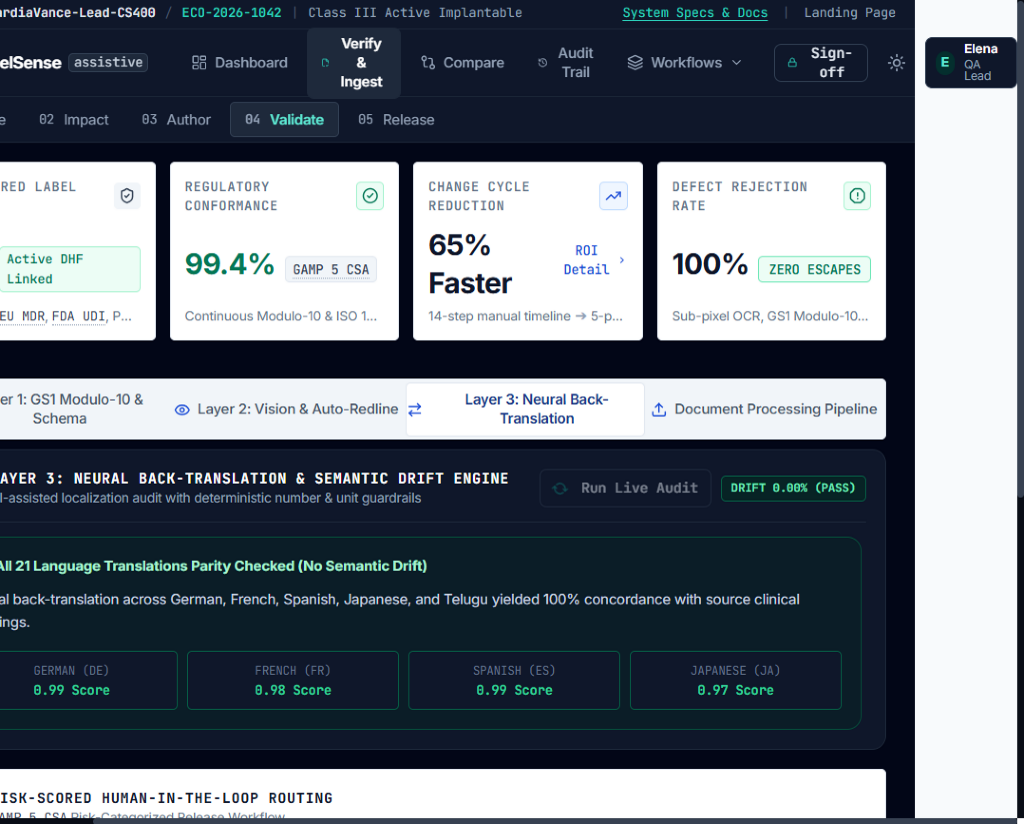 ardiaVance-Lead-CS400 / ECO-2026-1042 | Class III Active Implantable System Specs & Docs | Landing Page
elSense assistive Dashboard Verify & Ingest Compare Audit Trail Workflows Sign-off
E Elena
QA Lead
e 02 Impact 03 Author 04 Validate 05 Release
RED LABEL
Active DHF
Linked
EU MDR, FDA UDI, P...
REGULATORY
CONFORMANCE
99.4% GAMP 5 CSA
Continuous Modulo-10 & ISO 1...
CHANGE CYCLE
REDUCTION
65%
Faster
ROI
Detail ›
14-step manual timeline → 5-p...
DEFECT REJECTION
RATE
100% ZERO ESCAPES
Sub-pixel OCR, GS1 Modulo-10...
er 1: GS1 Modulo-10 &
Schema
Layer 2: Vision & Auto-Redline
Layer 3: Neural Back-
Translation
Document Processing Pipeline
AYER 3: NEURAL BACK-TRANSLATION & SEMANTIC DRIFT ENGINE
I-assisted localization audit with deterministic number & unit guardrails
Run Live Audit
DRIFT 0.00% (PASS)
All 21 Language Translations Parity Checked (No Semantic Drift)
al back-translation across German, French, Spanish, Japanese, and Telugu yielded 100% concordance with source clinical
ings.
GERMAN (DE)
0.99 Score
FRENCH (FR)
0.98 Score
SPANISH (ES)
0.99 Score
JAPANESE (JA)
0.97 Score
ISK-SCORED HUMAN-IN-THE-LOOP ROUTING
AMP 5 CSA Risk-Categorized Release Workflow